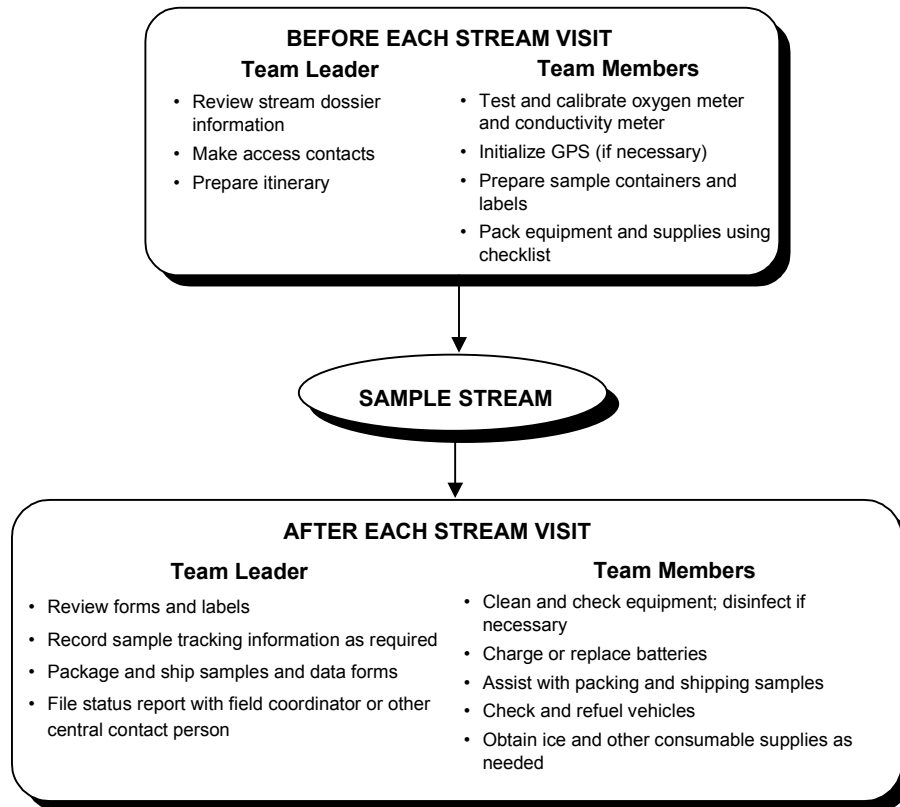 BEFORE EACH STREAM VISIT
Team Leader
• Review stream dossier
information
• Make access contacts
• Prepare itinerary
Team Members
• Test and calibrate oxygen meter
and conductivity meter
• Initialize GPS (if necessary)
• Prepare sample containers and
labels
• Pack equipment and supplies using
checklist
SAMPLE STREAM
AFTER EACH STREAM VISIT
Team Leader
• Review forms and labels
• Record sample tracking information as required
• Package and ship samples and data forms
• File status report with field coordinator or other
central contact person
Team Members
• Clean and check equipment; disinfect if
necessary
• Charge or replace batteries
• Assist with packing and shipping samples
• Check and refuel vehicles
• Obtain ice and other consumable supplies as
needed